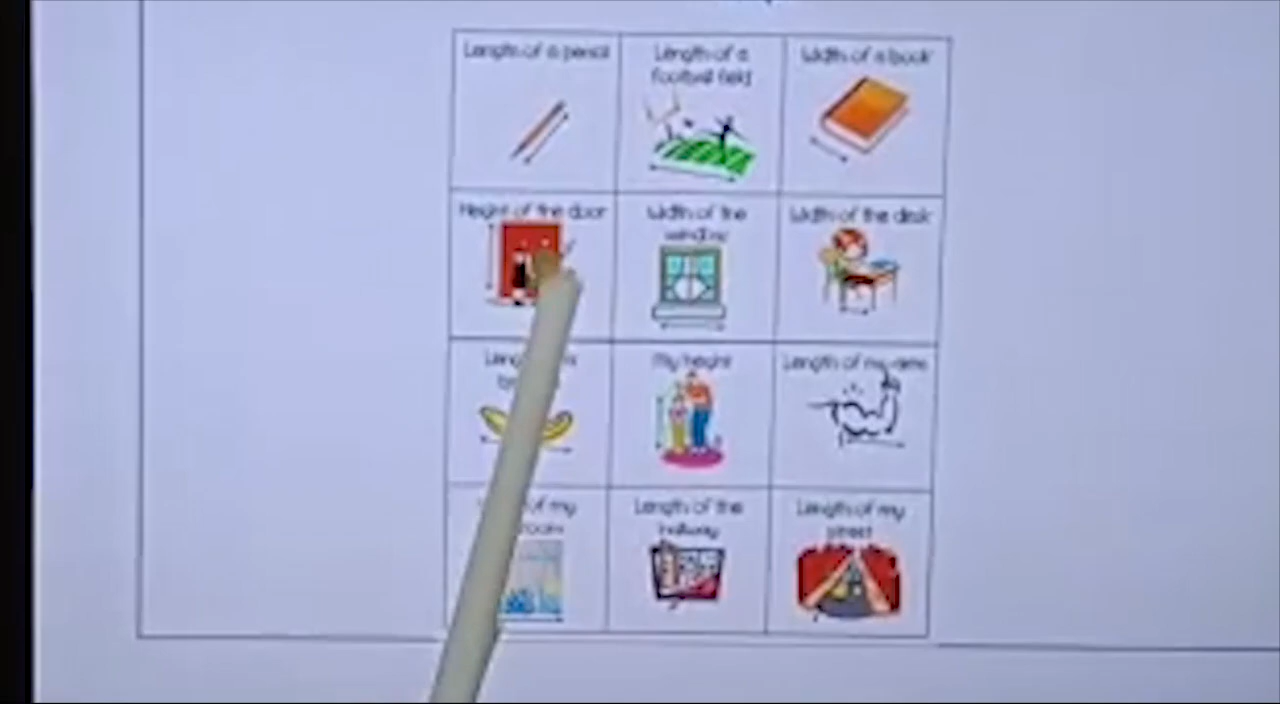 Length of a pencil
Length of a
football field
Width of a book
Height of the door
Width of the
window
Width of the desk
My height
Length of my arm
of my
room
Length of the
hallway
Length of my
street